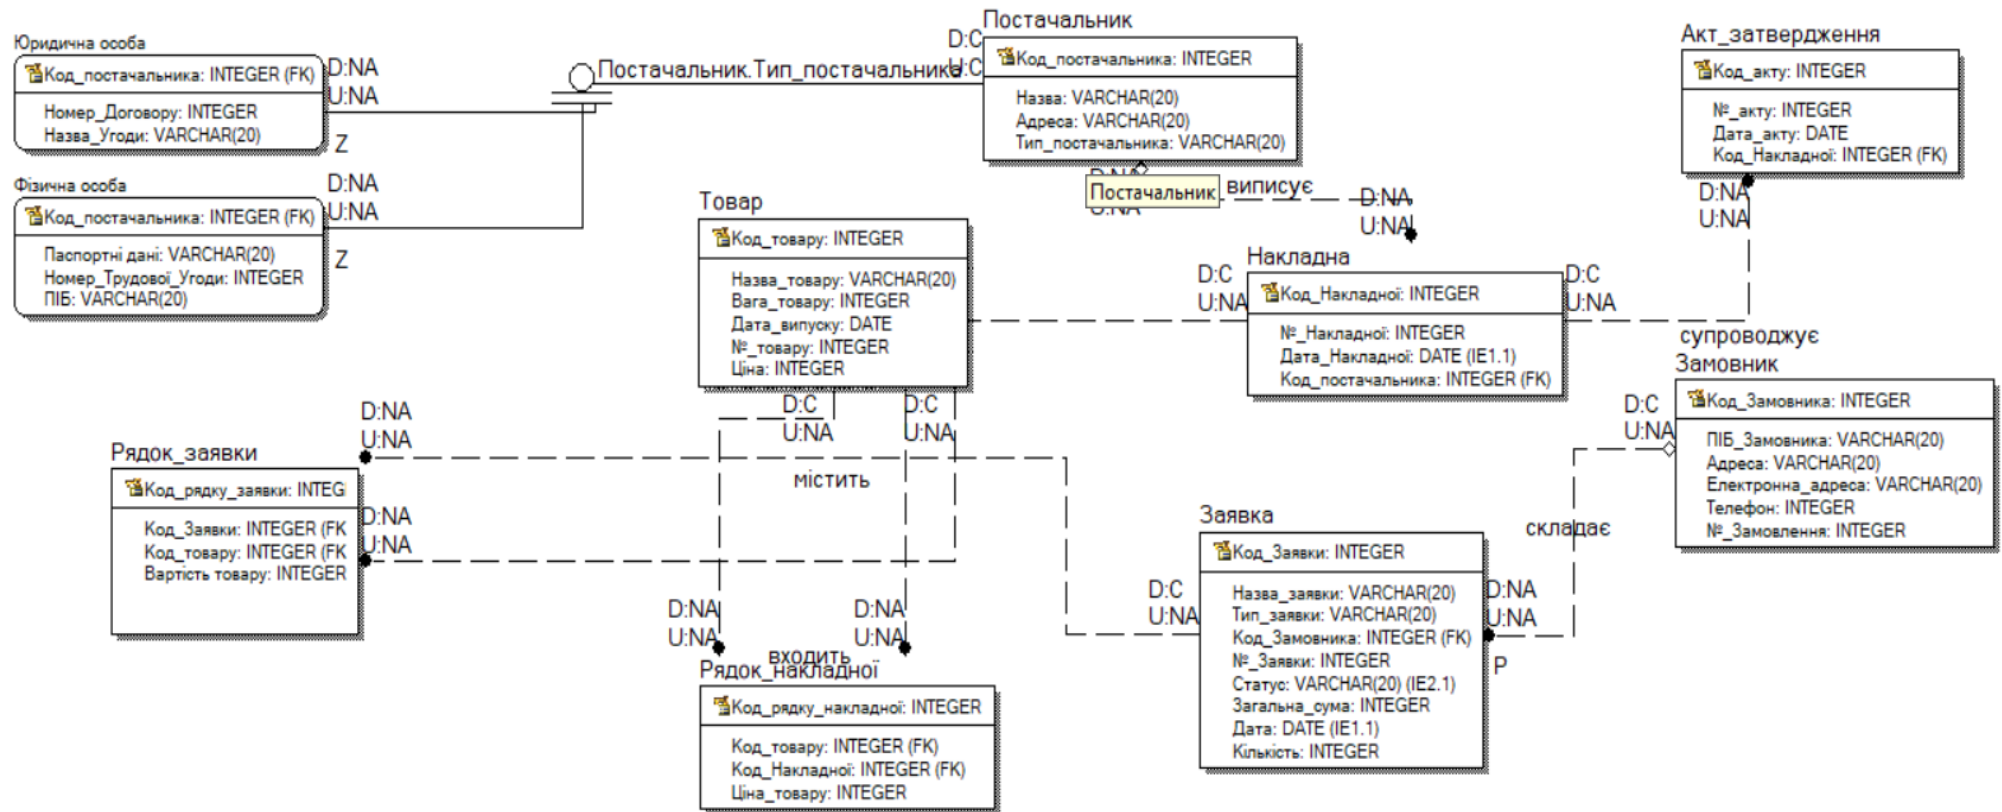 Юридична особа
Код_постачальника: INTEGER (FK)
Номер_Договору: INTEGER
Назва_Угоди: VARCHAR(20)
D:NA
U:NA
Z
Фізична особа
Код_постачальника: INTEGER (FK)
Паспортні дані: VARCHAR(20)
Номер_Трудової_Угоди: INTEGER
ПІБ: VARCHAR(20)
D:NA
U:NA
Z
Постачальник.Тип_постачальника
D:C
U:C
Постачальник
Код_постачальника: INTEGER
Назва: VARCHAR(20)
Адреса: VARCHAR(20)
Тип_постачальника: VARCHAR(20)
D:NA
U:NA
Постачальник
виписує
D:NA
U:NA
Акт_затвердження
Код_акту: INTEGER
№_акту: INTEGER
Дата_акту: DATE
Код_Накладної: INTEGER (FK)
D:NA
U:NA
Товар
Код_товару: INTEGER
Назва_товару: VARCHAR(20)
Вага_товару: INTEGER
Дата_випуску: DATE
№_товару: INTEGER
Ціна: INTEGER
D:C
U:NA
D:C
U:NA
Накладна
D:C
U:NA
Код_Накладної: INTEGER
№_Накладної: INTEGER
Дата_Накладної: DATE (IE1.1)
Код_постачальника: INTEGER (FK)
D:C
U:NA
супроводжує
Замовник
D:C
U:NA
Код_Замовника: INTEGER
ПІБ_Замовника: VARCHAR(20)
Адреса: VARCHAR(20)
Електронна_адреса: VARCHAR(20)
Телефон: INTEGER
№_Замовлення: INTEGER
D:NA
U:NA
Рядок_заявки
Код_рядку_заявки: INTEG
Код_Заявки: INTEGER (FK
Код_товару: INTEGER (FK
Вартість товару: INTEGER
D:NA
U:NA
містить
складає
Заявка
D:C
U:NA
Код_Заявки: INTEGER
Назва_заявки: VARCHAR(20)
Тип_заявки: VARCHAR(20)
Код_Замовника: INTEGER (FK)
№_Заявки: INTEGER
Статус: VARCHAR(20) (IE2.1)
Загальна_сума: INTEGER
Дата: DATE (IE1.1)
Кількість: INTEGER
D:NA
U:NA
P
D:NA
U:NA
D:NA
U:NA
входить
Рядок_накладної
Код_рядку_накладної: INTEGER
Код_товару: INTEGER (FK)
Код_Накладної: INTEGER (FK)
Ціна_товару: INTEGER